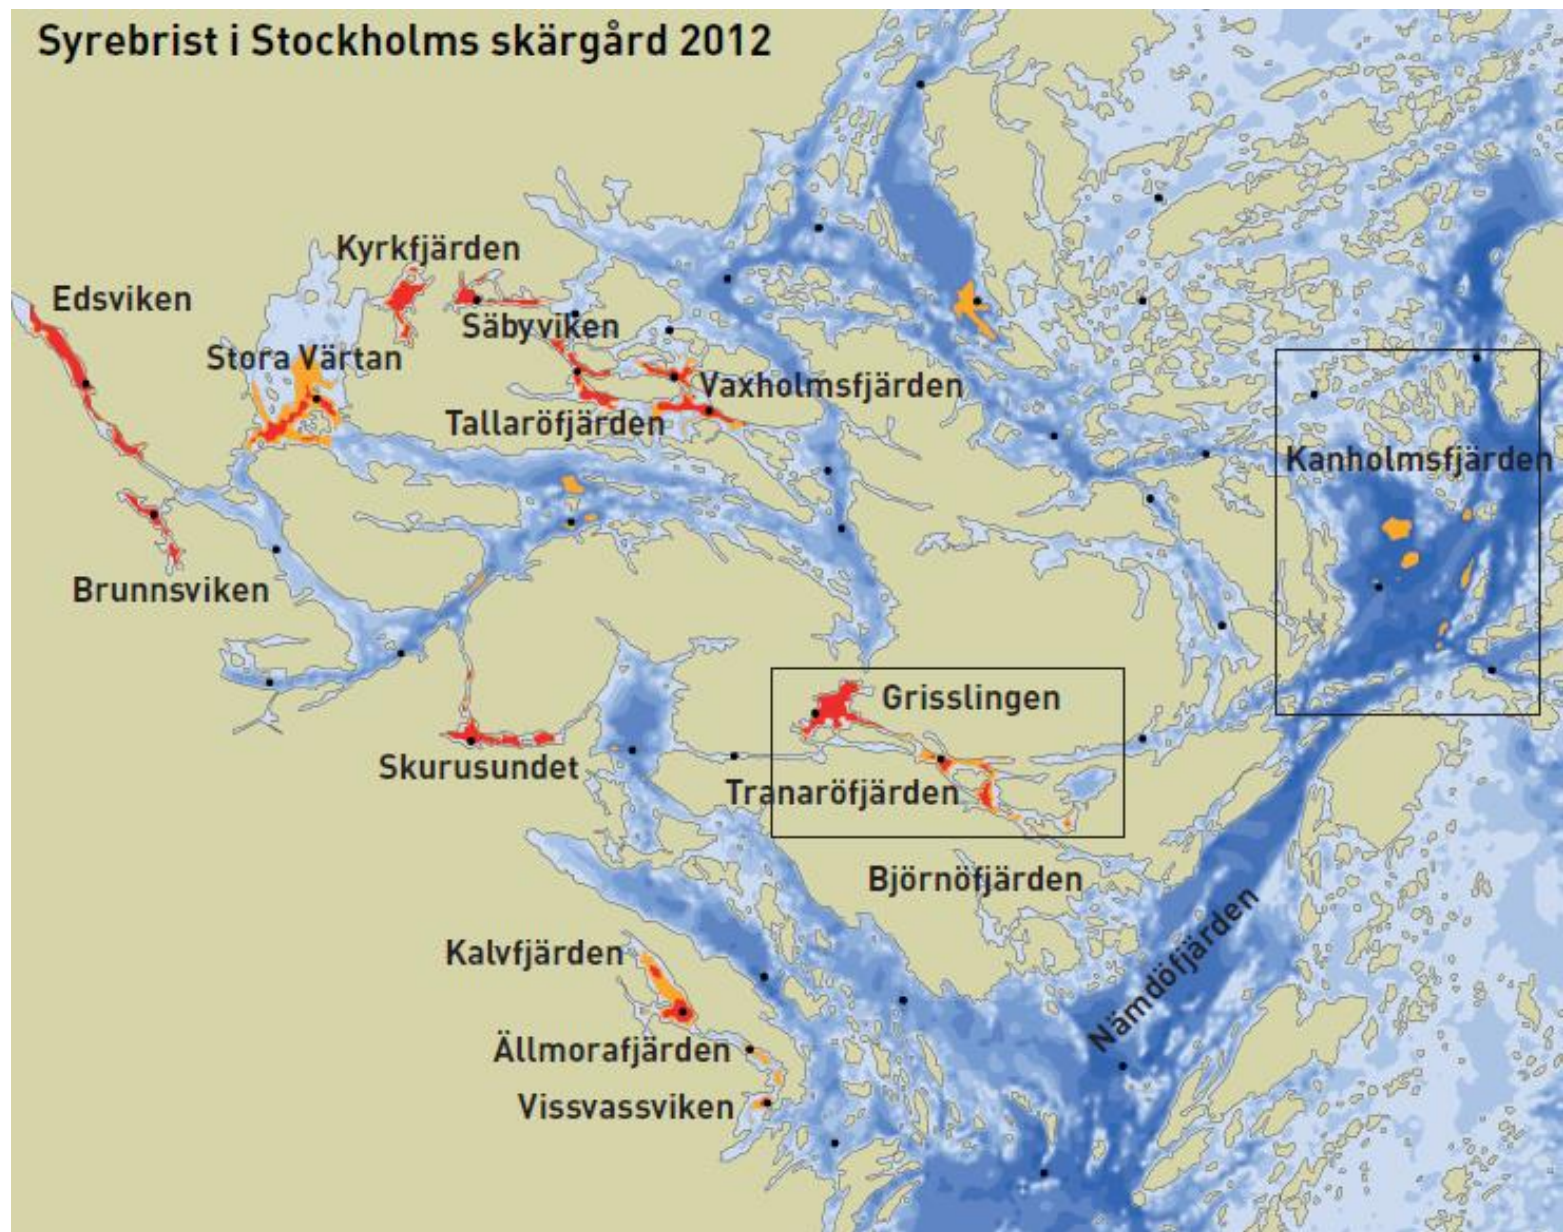 Syrebrist i Stockholms skärgård 2012
Kyrkfjärden
Edsviken
Säbyviken
Stora Värtan
Vaxholmsfjärden
Tallaröfjärden
Kanholmsfjärden
Brunnsviken
Grisslingen
Skurusundet
Tranaröfjärden
Björnöfjärden
Nämdöfjärden
Kalvfjärden
Ällmorafjärden
Vissvassviken